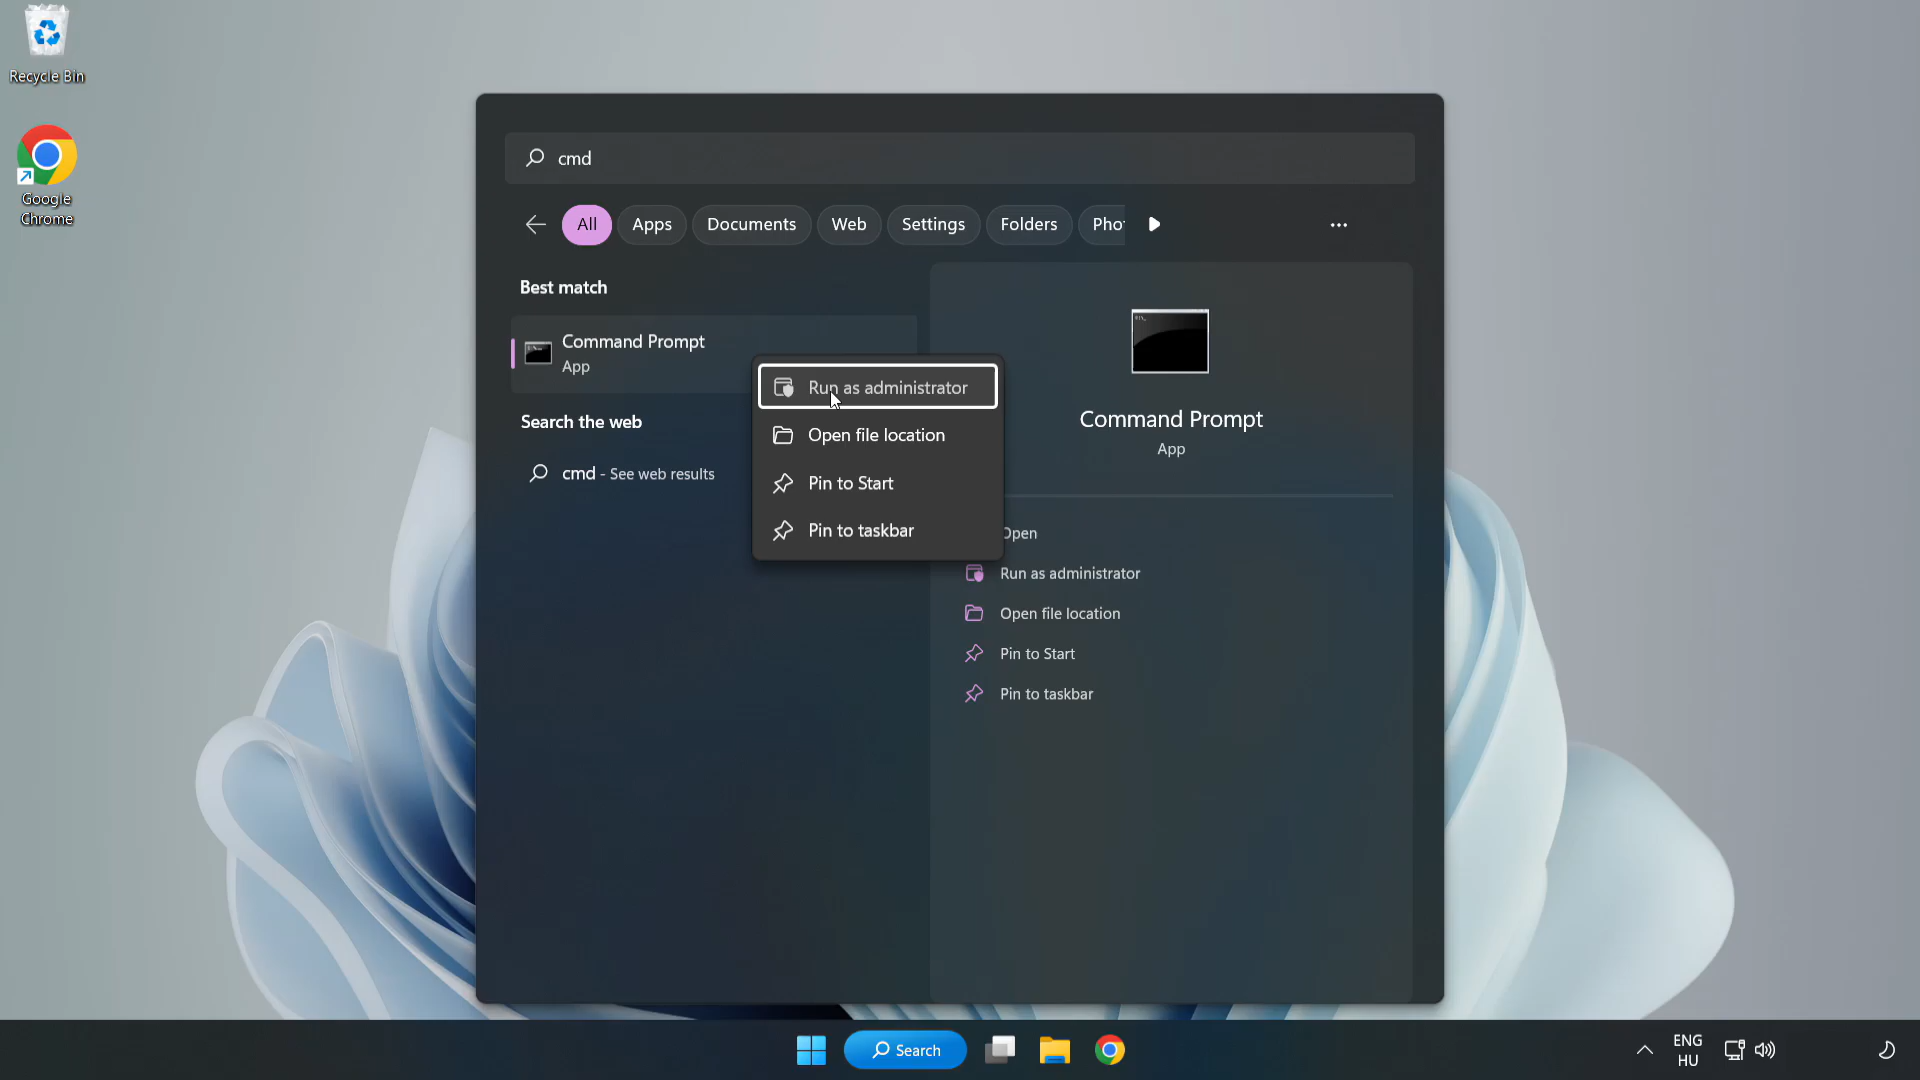 Recycle Bin
Google
Chrome
cmd
All
Apps
Documents
Web
Settings
Folders
Pho
Best match
Command Prompt
App
Search the web
cmd - See web results
Run as administrator
Open file location
Pin to Start
Pin to taskbar
Command Prompt
App
Open
Run as administrator
Open file location
Pin to Start
Pin to taskbar
Search
ENG
HU